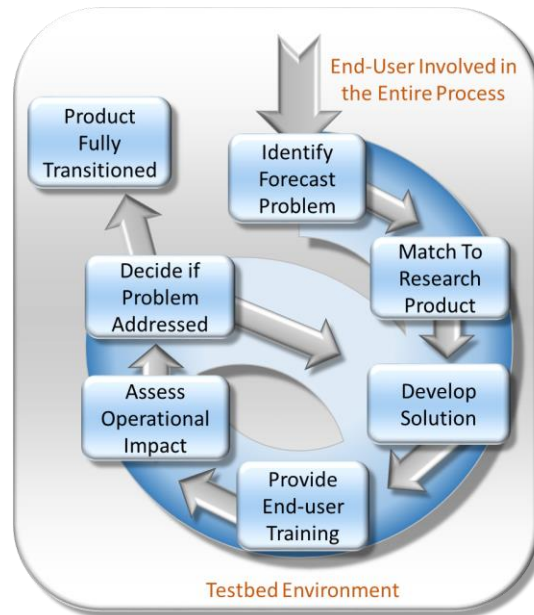 End-User Involved in
the Entire Process
Product
Fully
Transitioned
Identify
Forecast
Problem
Match To
Research
Product
Develop
Solution
Provide
End-user
Training
Assess
Operational
Impact
Decide if
Problem
Addressed
Testbed Environment